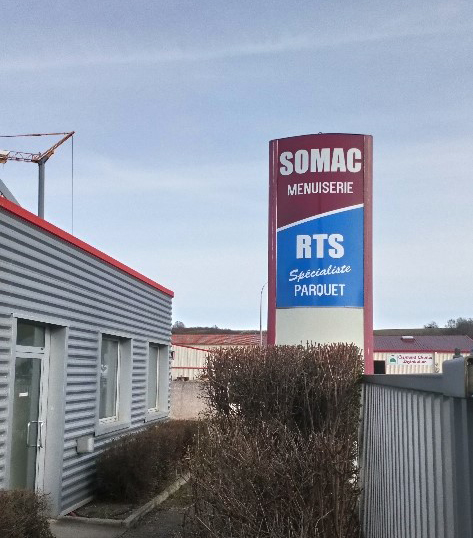 SOMAC
MENUISERIE
RTS
Spécialiste
PARQUET